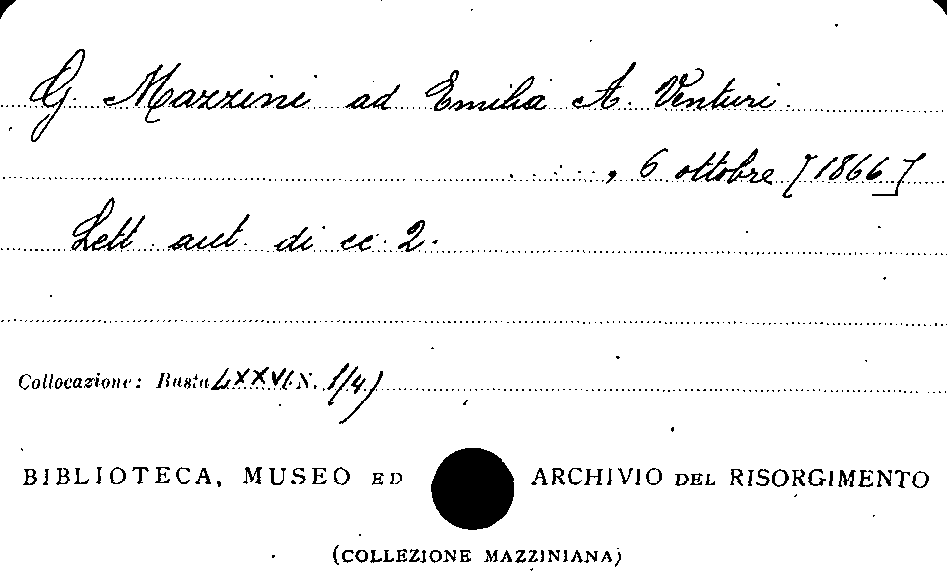 G. Mazzini ad Emilia A. Venturi.
....., 6 ottobre [1866]
Lett. aut. di cc. 2.
Collocazione: Busta LXXVI N. 1/4)
BIBLIOTECA, MUSEO ED ARCHIVIO DEL RISORGIMENTO
(COLLEZIONE MAZZINIANA)